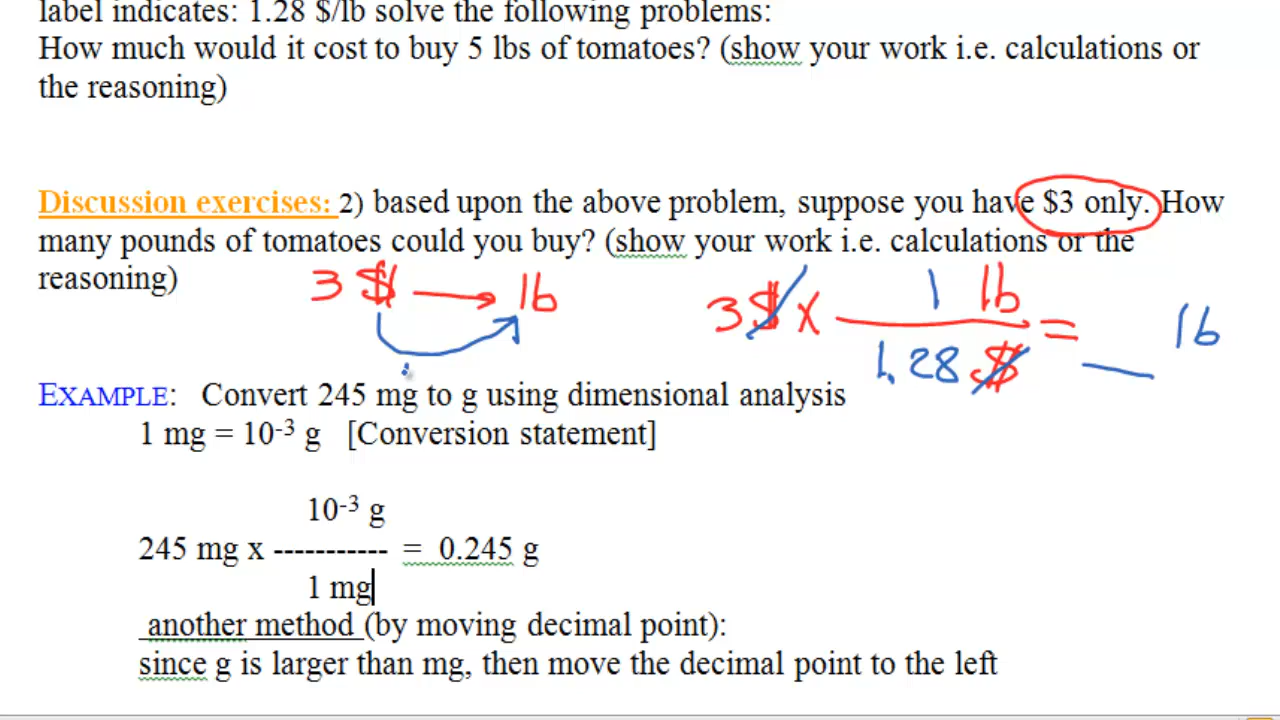 label indicates: 1.28 $/lb solve the following problems:
How much would it cost to buy 5 lbs of tomatoes? (show your work i.e. calculations or
the reasoning)
Discussion exercises: 2) based upon the above problem, suppose you have $3 only. How
many pounds of tomatoes could you buy? (show your work i.e. calculations or the
reasoning)
3 $ → lb
3 $ x 1 lb / 1.28 $ = __ lb
EXAMPLE: Convert 245 mg to g using dimensional analysis
1 mg = 10⁻³ g [Conversion statement]
10⁻³ g
245 mg x ----------- = 0.245 g
1 mg
another method (by moving decimal point):
since g is larger than mg, then move the decimal point to the left